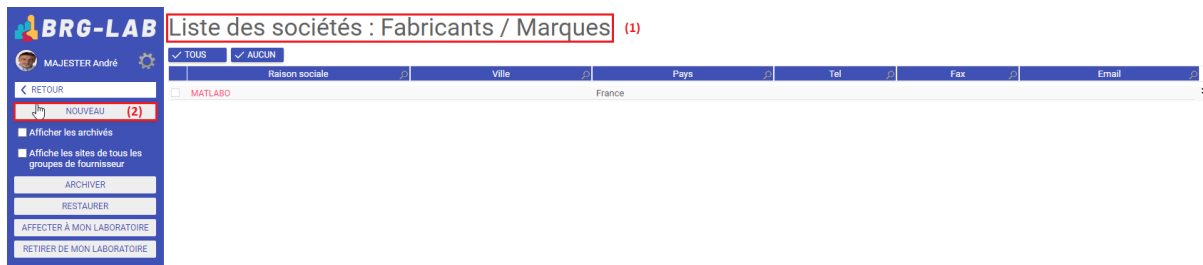 BRG-LAB
MAJESTER André
RETOUR
NOUVEAU (2)
Afficher les archivés
Affiche les sites de tous les
groupes de fournisseur
ARCHIVER
RESTAURER
AFFECTER À MON LABORATOIRE
RETIRER DE MON LABORATOIRE
Liste des sociétés : Fabricants / Marques (1)
TOUS AUCUN
Raison sociale Ville Pays Tel Fax Email
MATLABO France